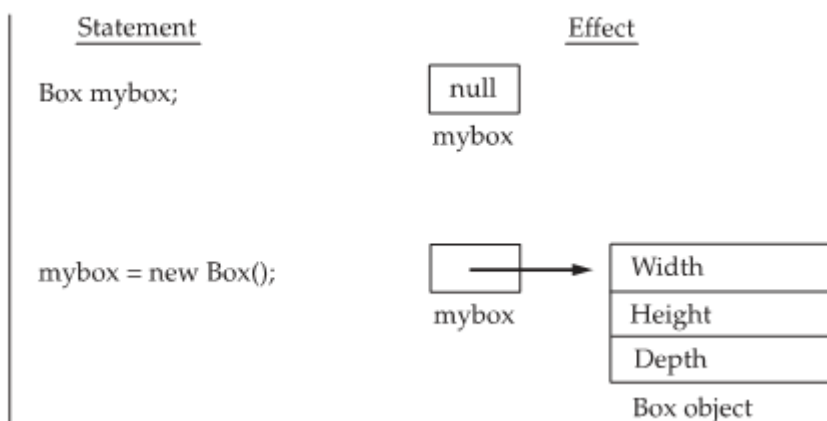 Statement
Effect
Box mybox;
null
mybox
mybox = new Box();
mybox
Width
Height
Depth
Box object